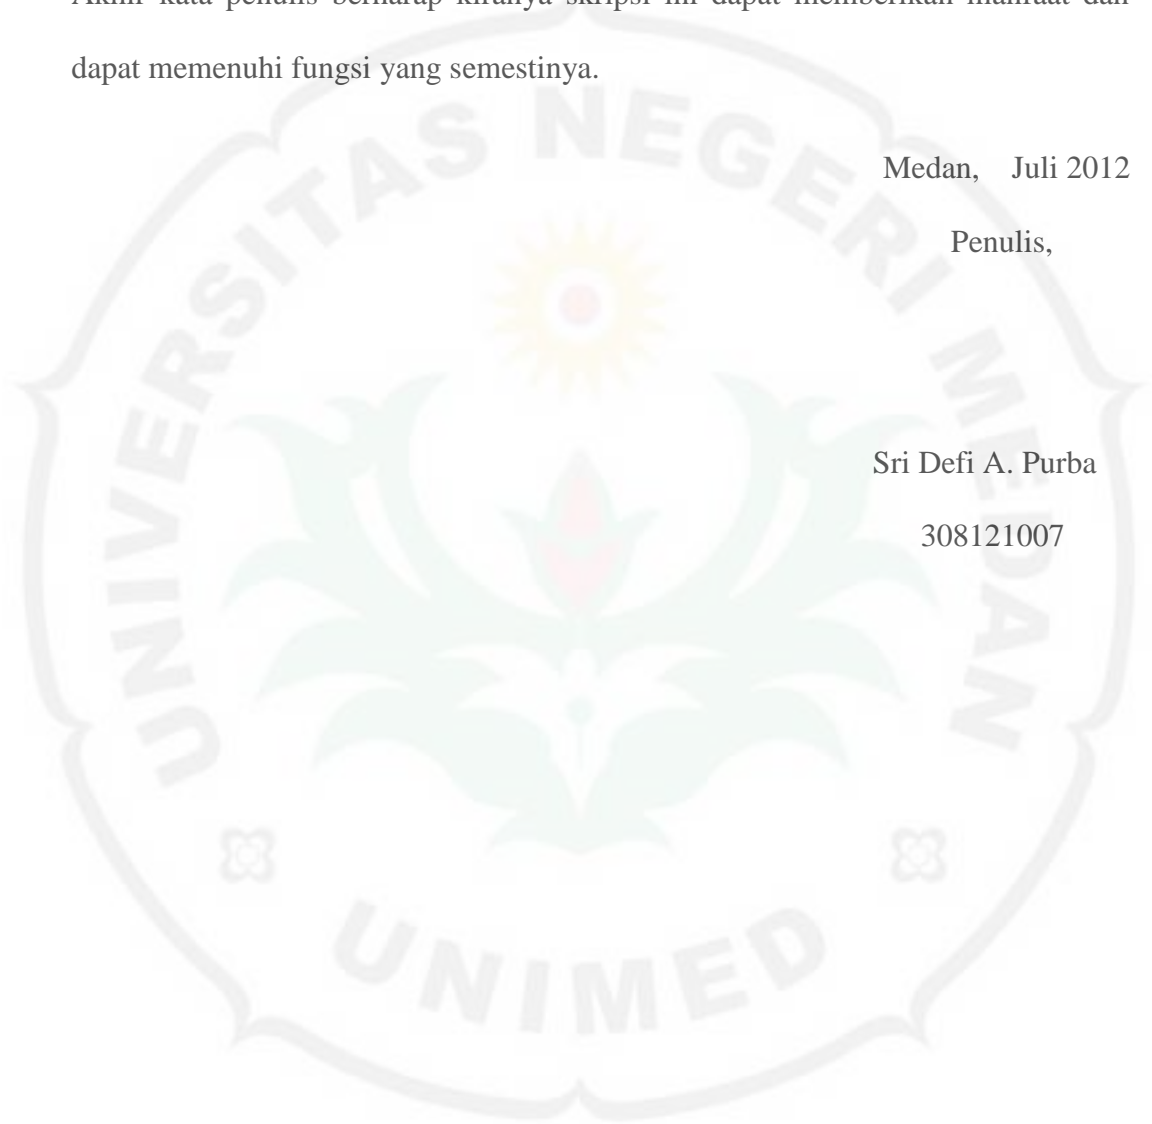 Akhir kata penulis berharap kiranya skripsi ini dapat memberikan manfaat dan
dapat memenuhi fungsi yang semestinya.
UNIVERSITAS NEGERI MEDAN
Medan, Juli 2012
Penulis,
Sri Defi A. Purba
308121007
UNIMED